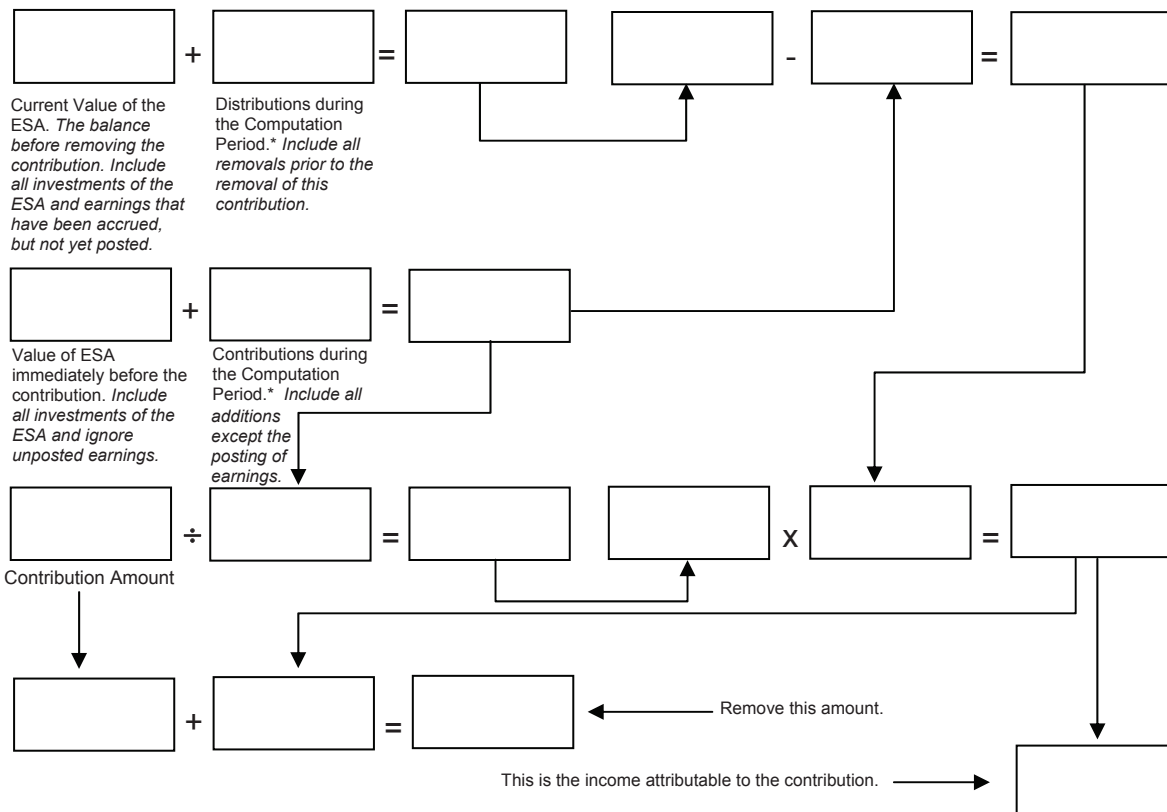 + = - =
Current Value of the
ESA. The balance
before removing the
contribution. Include
all investments of the
ESA and earnings that
have been accrued,
but not yet posted.
Distributions during
the Computation
Period.* Include all
removals prior to the
removal of this
contribution.
+ =
Value of ESA
immediately before the
contribution. Include
all investments of the
ESA and ignore
unposted earnings.
Contributions during
the Computation
Period.* Include all
additions
except the
posting of
earnings.
÷ = x =
Contribution Amount
+ =
Remove this amount.
This is the income attributable to the contribution.